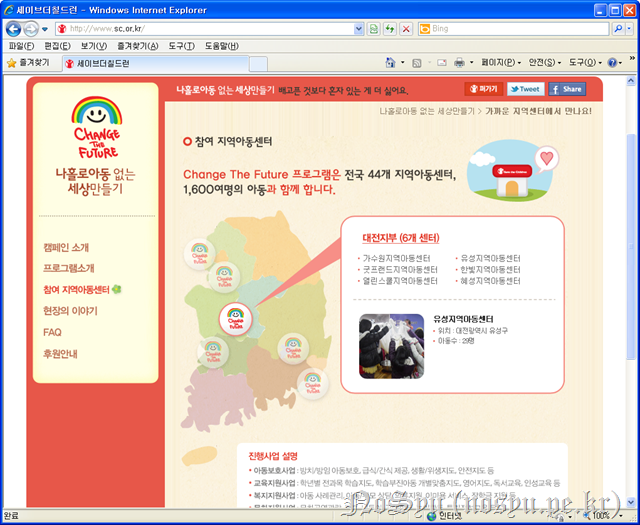 세이브더칠드런 - Windows Internet Explorer
http://www.sc.or.kr/
Bing
파일(F) 편집(E) 보기(V) 즐겨찾기(A) 도구(T) 도움말(H)
즐겨찾기 세이브더칠드런 페이지(P) 안전(S) 도구(O)
나홀로아동 없는 세상만들기 배고픈 것보다 혼자 있는 게 더 싫어요. 퍼가기 Tweet Share
나홀로아동 없는 세상만들기 > 가까운 지역센터에서 만나요!
CHANGE
THE
FUTURE
나홀로아동 없는
세상만들기
캠페인 소개
프로그램소개
참여 지역아동센터
현장의 이야기
FAQ
후원안내
참여 지역아동센터
Change The Future 프로그램은 전국 44개 지역아동센터,
1,600여명의 아동과 함께 합니다.
Save the Children
대전지부 (6개 센터)
가수원지역아동센터 유성지역아동센터
굿프렌드지역아동센터 한빛지역아동센터
열린스쿨지역아동센터 혜성지역아동센터
유성지역아동센터
위치 : 대전광역시 유성구
아동수 : 29명
진행사업 설명
아동보호사업 : 방치/방임 아동보호, 급식/간식 제공, 생활/위생지도, 안전지도 등
교육지원사업 : 학년별 전과목 학습지도, 학습부진아동 개별맞춤지도, 영어지도, 독서교육, 인성교육 등
복지지원사업 : 아동 사례관리,
NoSyu (nosyu.pe.kr)
완료 인터넷 100%